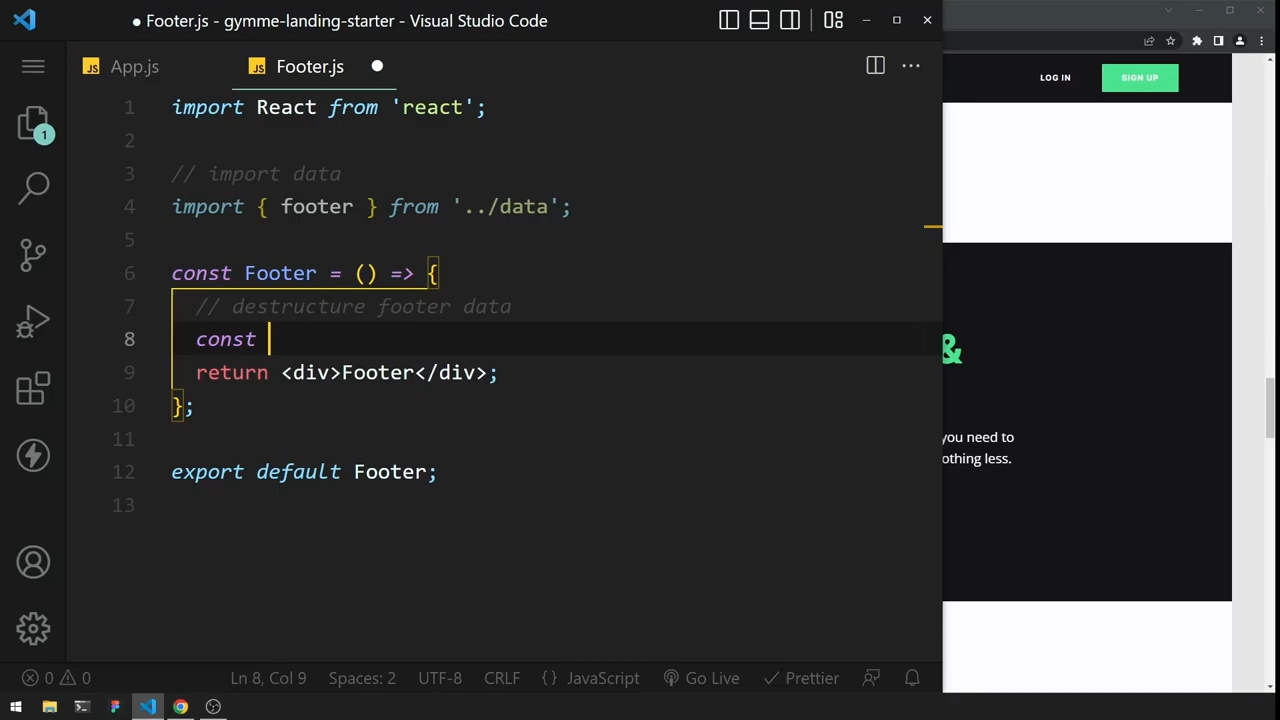 Footer.js - gymme-landing-starter - Visual Studio Code
JS App.js
JS Footer.js
1 import React from 'react';
2
3 // import data
4 import { footer } from '../data';
5
6 const Footer = () => {
7 // destructure footer data
8 const
9 return <div>Footer</div>;
10 };
11
12 export default Footer;
13
1
0 0
Ln 8, Col 9
Spaces: 2
UTF-8
CRLF
{} JavaScript
Go Live
Prettier
LOG IN
SIGN UP
&
you need to
othing less.